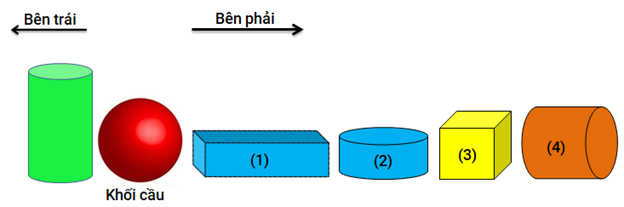 Bên trái
Bên phải
(1)
(2)
(3)
(4)
Khối cầu